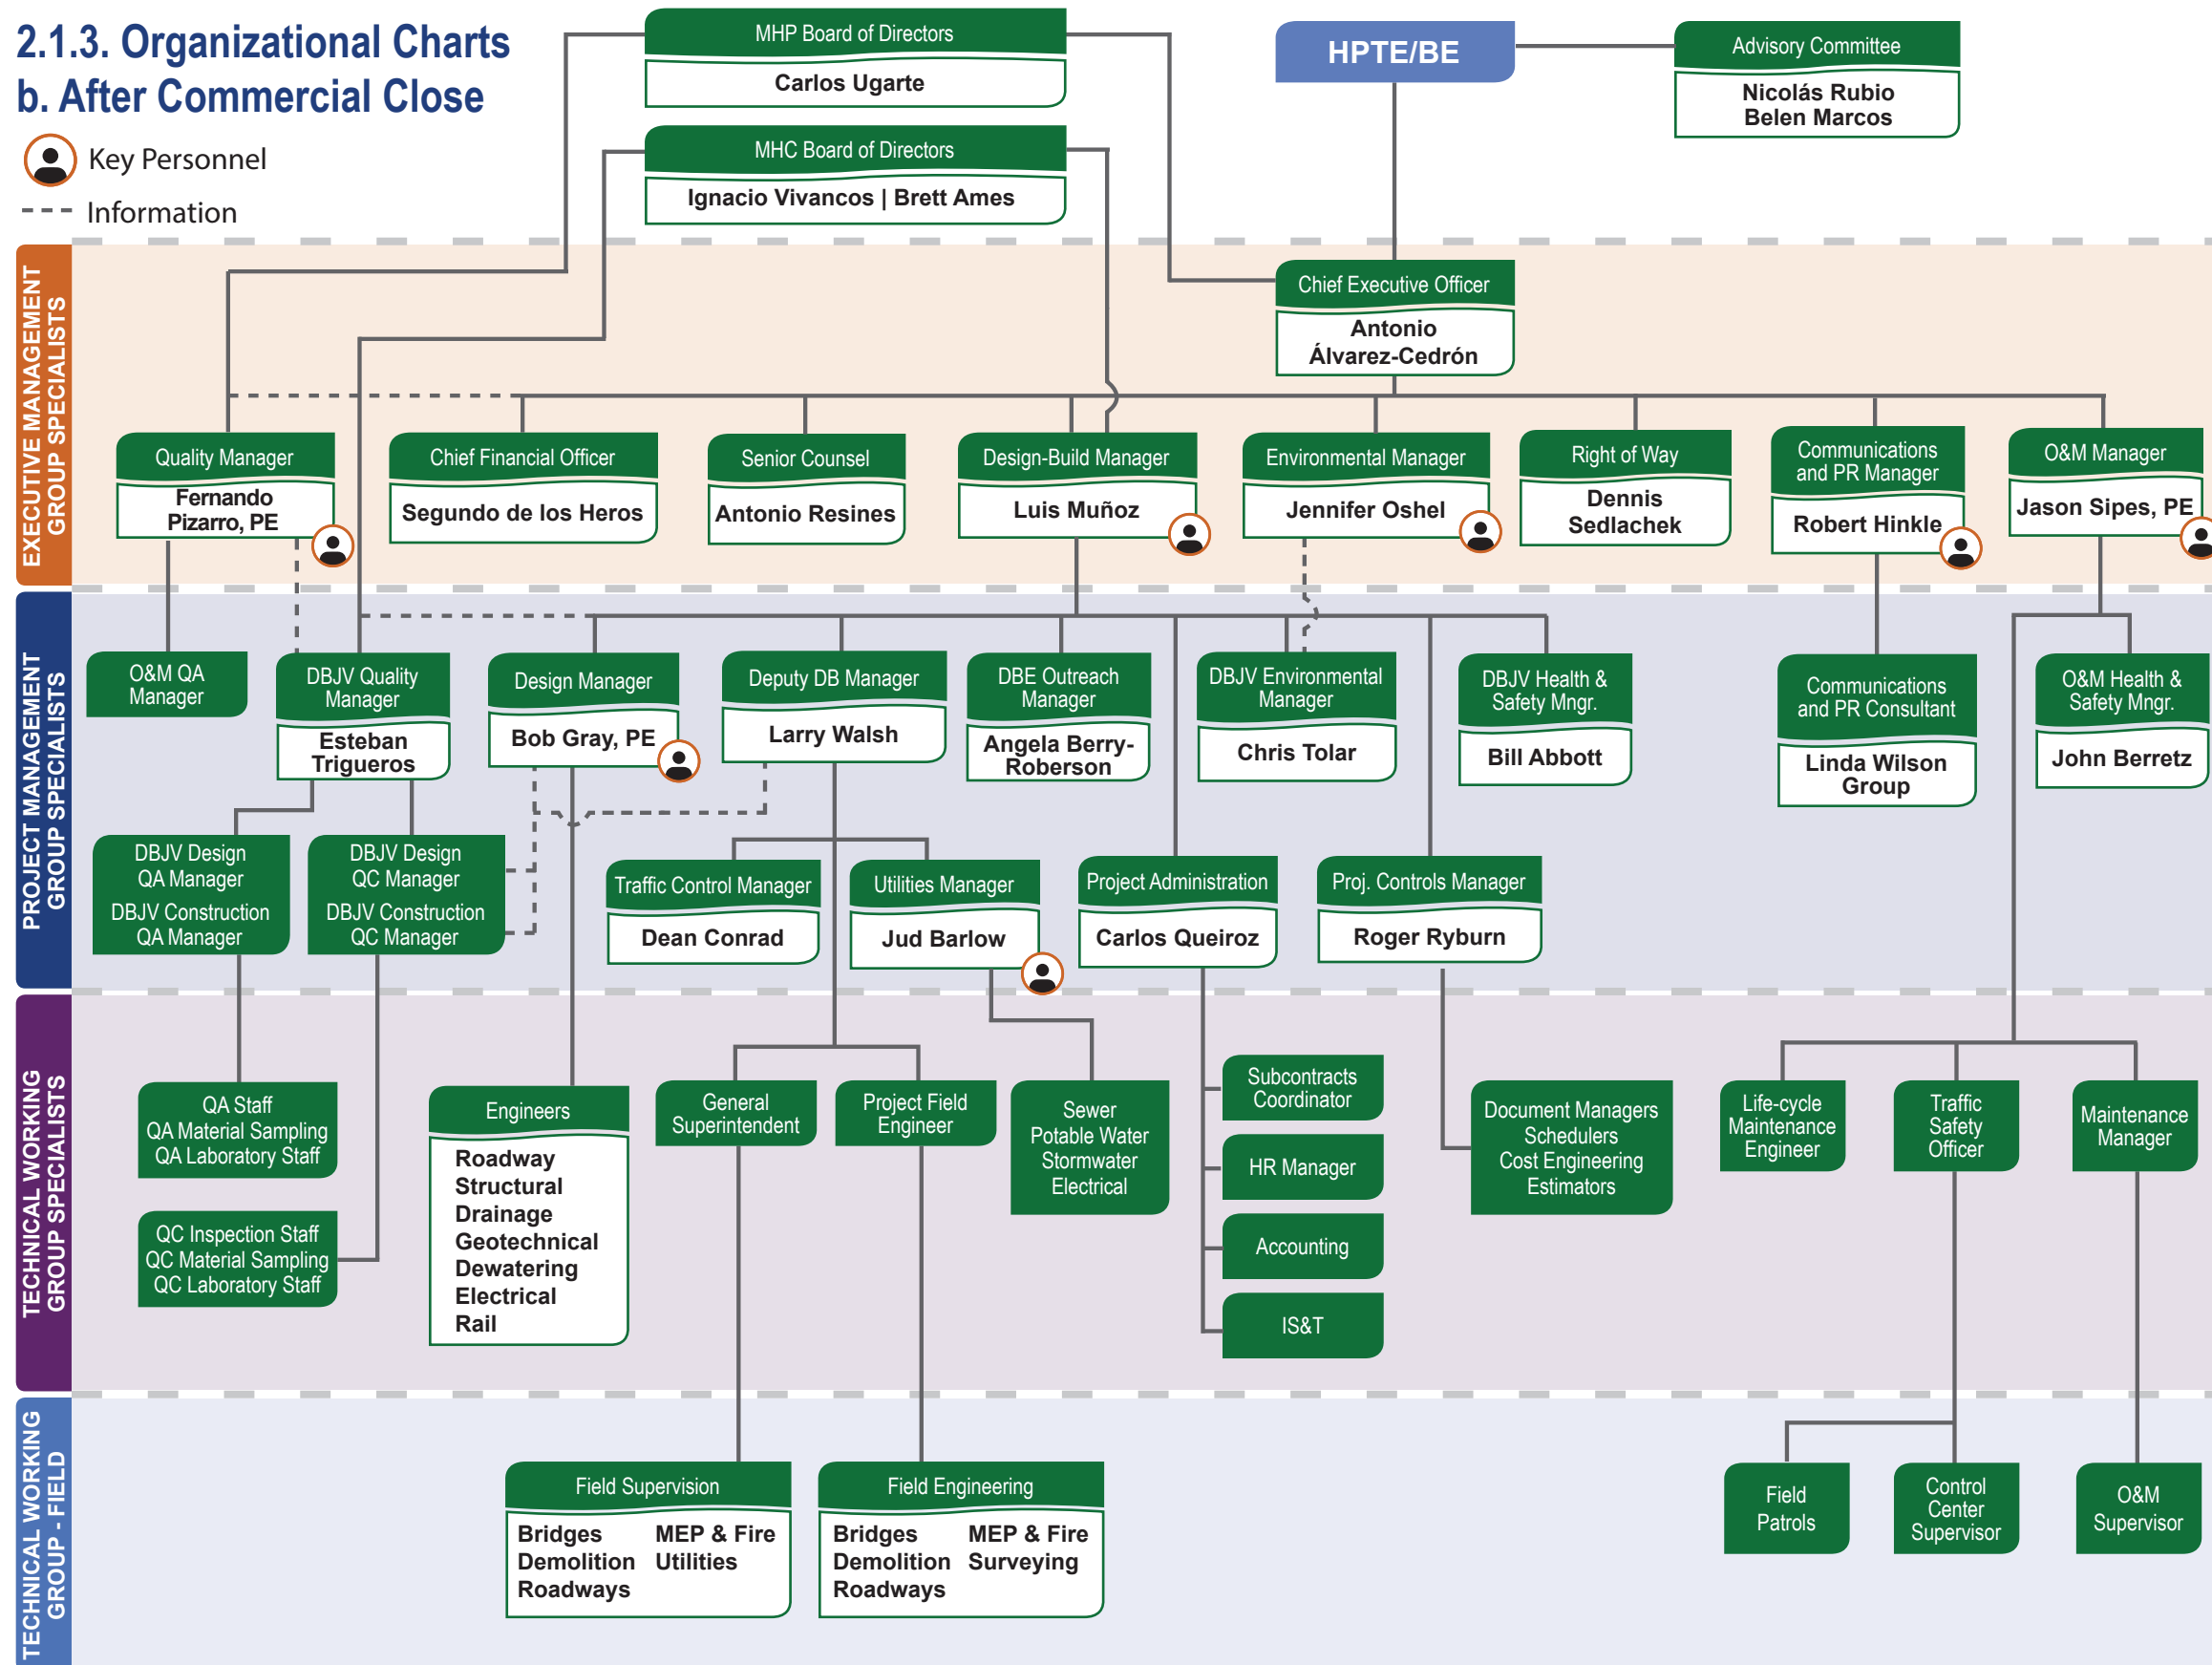 2.1.3. Organizational Charts
b. After Commercial Close
Key Personnel
Information
MHP Board of Directors
Carlos Ugarte
MHC Board of Directors
Ignacio Vivancos | Brett Ames
HPTE/BE
Advisory Committee
Nicolás Rubio
Belen Marcos
EXECUTIVE MANAGEMENT
GROUP SPECIALISTS
Chief Executive Officer
Antonio
Álvarez-Cedrón
Quality Manager
Fernando
Pizarro, PE
Chief Financial Officer
Segundo de los Heros
Senior Counsel
Antonio Resines
Design-Build Manager
Luis Muñoz
Environmental Manager
Jennifer Oshel
Right of Way
Dennis
Sedlachek
Communications
and PR Manager
Robert Hinkle
O&M Manager
Jason Sipes, PE
PROJECT MANAGEMENT
GROUP SPECIALISTS
O&M QA
Manager
DBJV Quality
Manager
Esteban
Trigueros
Design Manager
Bob Gray, PE
Deputy DB Manager
Larry Walsh
DBE Outreach
Manager
Angela Berry-
Roberson
DBJV Environmental
Manager
Chris Tolar
DBJV Health &
Safety Mngr.
Bill Abbott
Communications
and PR Consultant
Linda Wilson
Group
O&M Health &
Safety Mngr.
John Berretz
DBJV Design
QA Manager
DBJV Construction
QA Manager
DBJV Design
QC Manager
DBJV Construction
QC Manager
Traffic Control Manager
Dean Conrad
Utilities Manager
Jud Barlow
Project Administration
Carlos Queiroz
Proj. Controls Manager
Roger Ryburn
TECHNICAL WORKING
GROUP SPECIALISTS
QA Staff
QA Material Sampling
QA Laboratory Staff
QC Inspection Staff
QC Material Sampling
QC Laboratory Staff
Engineers
Roadway
Structural
Drainage
Geotechnical
Dewatering
Electrical
Rail
General
Superintendent
Project Field
Engineer
Sewer
Potable Water
Stormwater
Electrical
Subcontracts
Coordinator
HR Manager
Accounting
IS&T
Document Managers
Schedulers
Cost Engineering
Estimators
Life-cycle
Maintenance
Engineer
Traffic
Safety
Officer
Maintenance
Manager
TECHNICAL WORKING
GROUP - FIELD
Field Supervision
Bridges
Demolition
Roadways
MEP & Fire
Utilities
Field Engineering
Bridges
Demolition
Roadways
MEP & Fire
Surveying
Field
Patrols
Control
Center
Supervisor
O&M
Supervisor